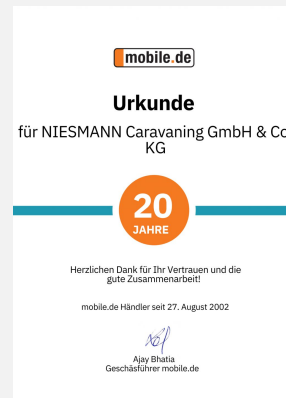 mobile.de
Urkunde
für NIESMANN Caravaning GmbH & Co
KG
20
JAHRE
Herzlichen Dank für Ihr Vertrauen und die
gute Zusammenarbeit!
mobile.de Händler seit 27. August 2002
Ajay Bhatia
Geschäsführer mobile.de